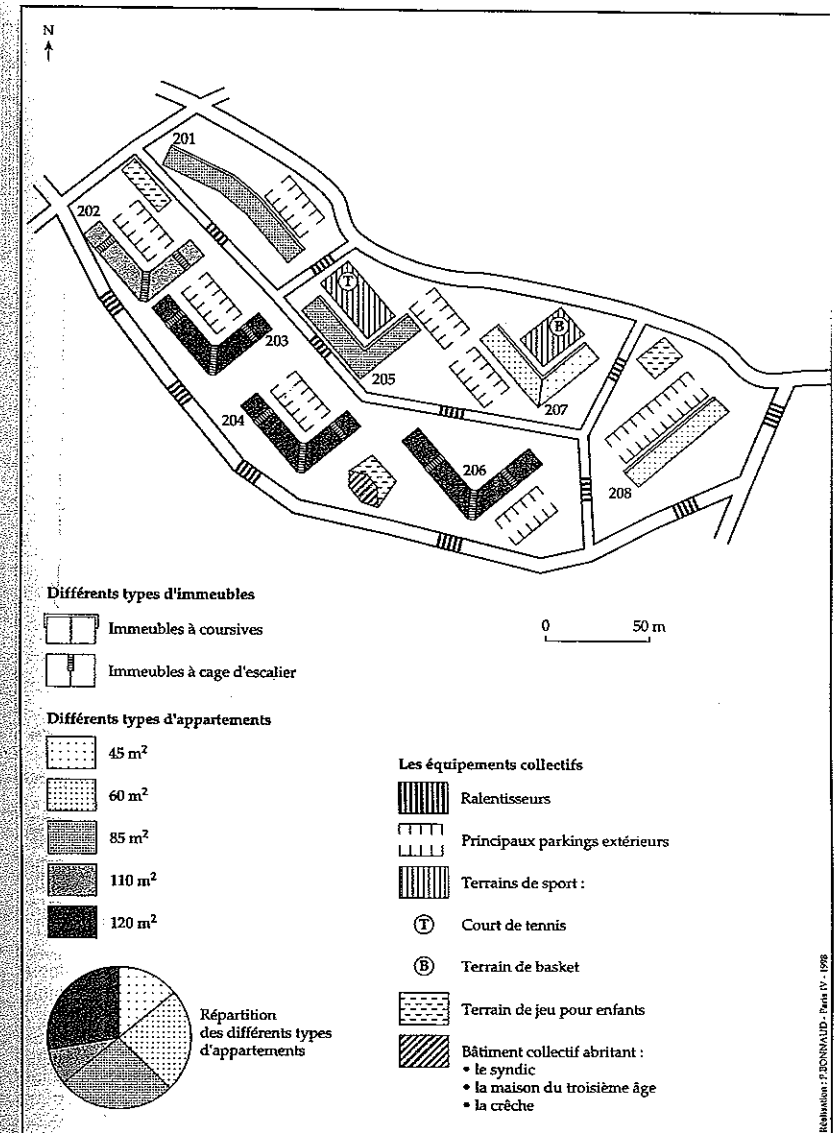 N
201
202
203
T
B
205
207
204
206
208
Différents types d'immeubles
Immeubles à coursives
Immeubles à cage d'escalier
0 50 m
Différents types d'appartements
45 m²
60 m²
85 m²
110 m²
120 m²
Répartition
des différents types
d'appartements
Les équipements collectifs
Ralentisseurs
Principaux parkings extérieurs
Terrains de sport :
T Court de tennis
B Terrain de basket
Terrain de jeu pour enfants
Bâtiment collectif abritant :
• le syndic
• la maison du troisième âge
• la crèche
Réalisation : P. BONNAUD - Paris IV - 1998